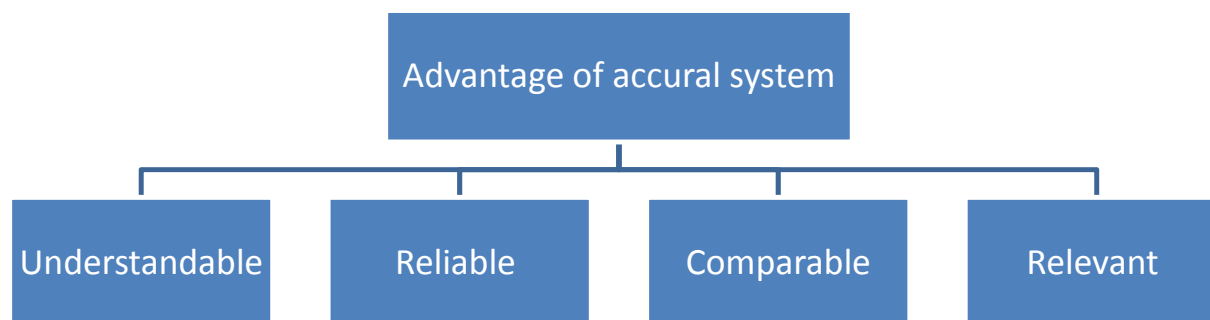 Advantage of accural system
Understandable
Reliable
Comparable
Relevant